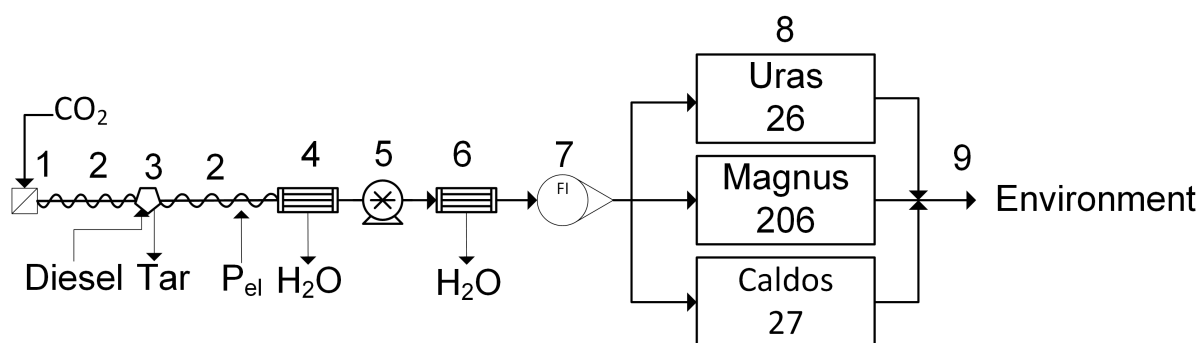 8
CO₂
Uras
26
1 2 3 2 4 5 6 7
FI
9
Magnus
206
Environment
Diesel Tar Pel H₂O H₂O
Caldos
27